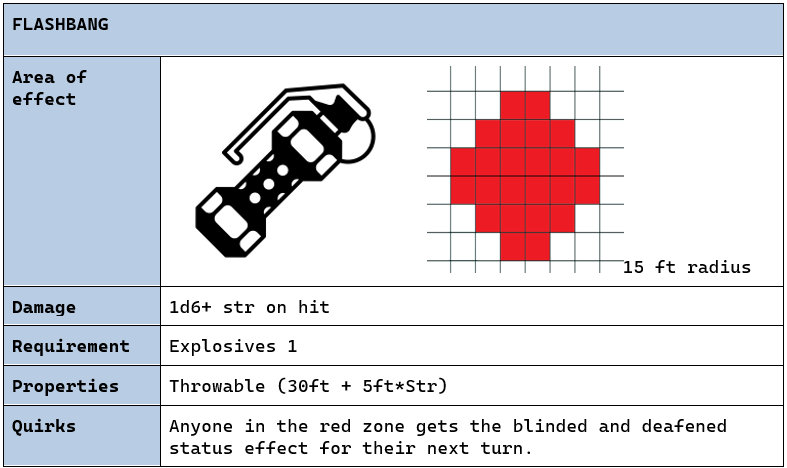 FLASHBANG
Area of
effect
15 ft radius
Damage
1d6+ str on hit
Requirement
Explosives 1
Properties
Throwable (30ft + 5ft*Str)
Quirks
Anyone in the red zone gets the blinded and deafened
status effect for their next turn.